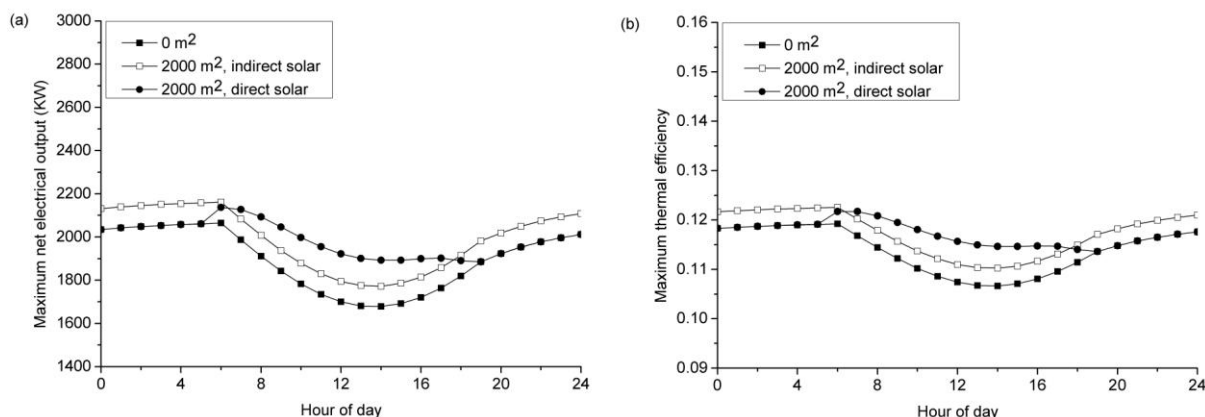 (a)
3000
2800
2600
2400
2200
2000
1800
1600
1400
Maximum net electrical output (KW)
0 m²
2000 m², indirect solar
2000 m², direct solar
0 4 8 12 16 20 24
Hour of day
(b)
0.16
0.15
0.14
0.13
0.12
0.11
0.10
0.09
Maximum thermal efficiency
0 m²
2000 m², indirect solar
2000 m², direct solar
0 4 8 12 16 20 24
Hour of day